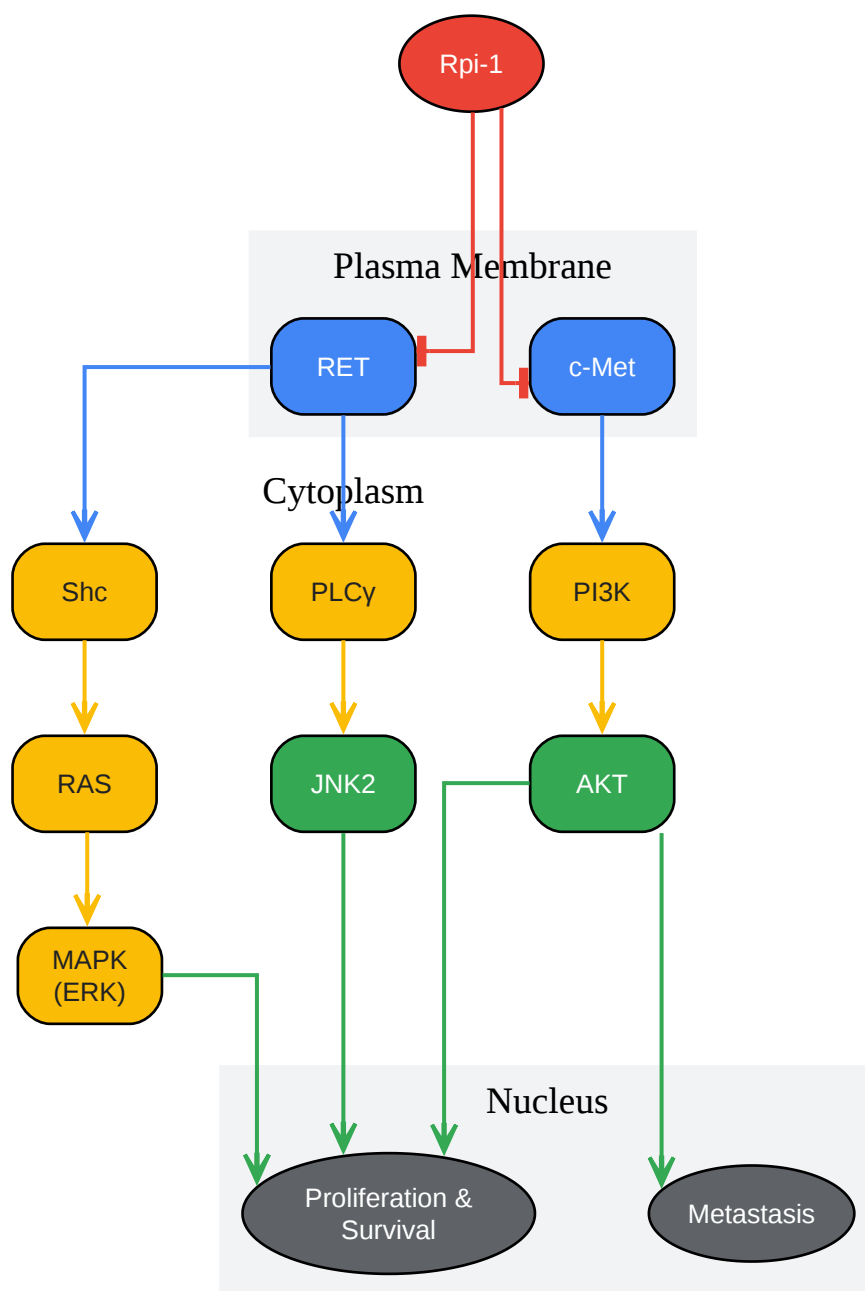 Rpi-1
Plasma Membrane
RET
c-Met
Cytoplasm
Shc
PLCγ
PI3K
RAS
JNK2
AKT
MAPK
(ERK)
Nucleus
Proliferation &
Survival
Metastasis